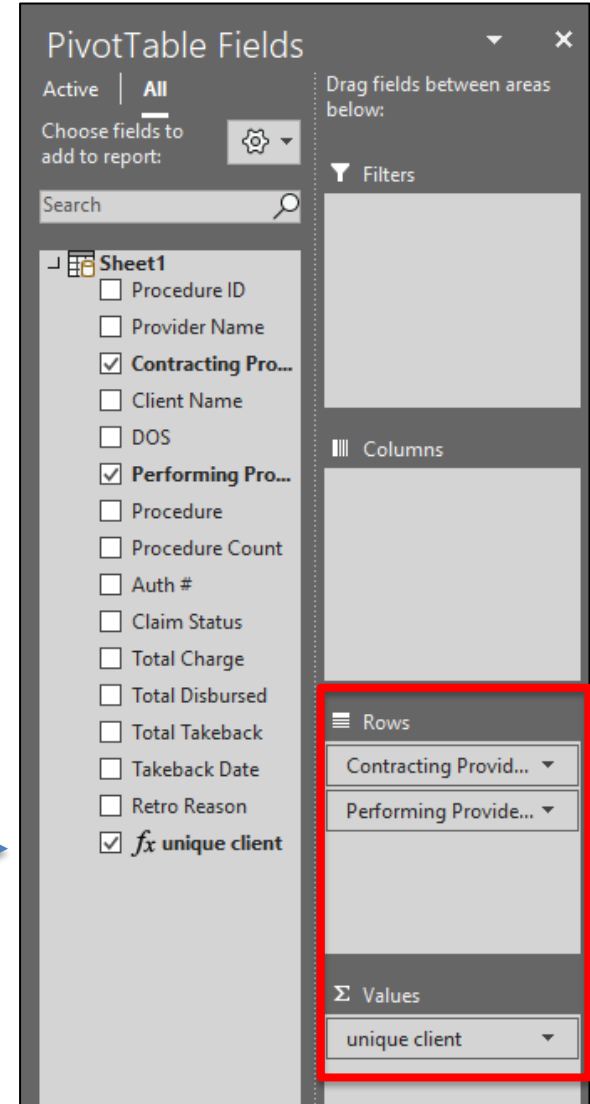 PivotTable Fields
Active | All
Choose fields to
add to report:
Search
Sheet1
Procedure ID
Provider Name
Contracting Pro...
Client Name
DOS
Performing Pro...
Procedure
Procedure Count
Auth #
Claim Status
Total Charge
Total Disbursed
Total Takeback
Takeback Date
Retro Reason
fx unique client
Drag fields between areas
below:
Filters
Columns
Rows
Contracting Provid...
Performing Provide...
Σ Values
unique client